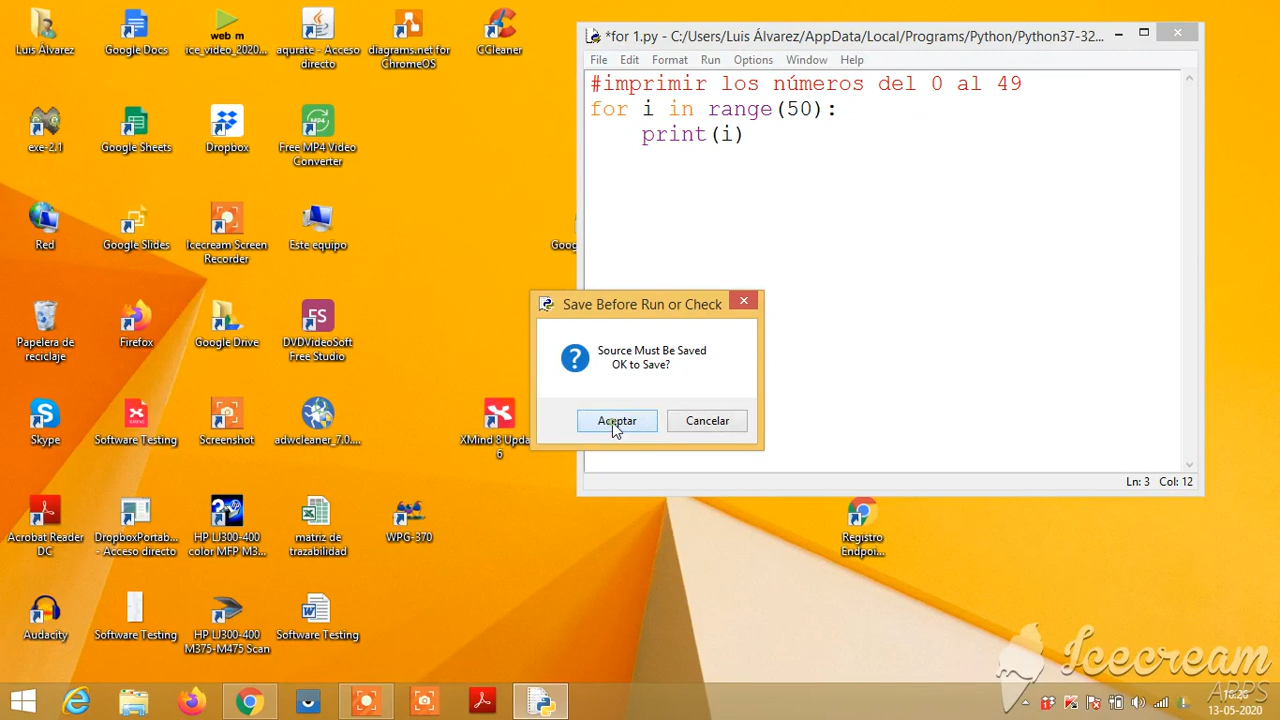 Luis Álvarez
Google Docs
web m
ice_video_2020...
aqurate - Acceso
directo
diagrams.net for
ChromeOS
CCleaner
exe-2.1
Google Sheets
Dropbox
Free MP4 Video
Converter
Red
Google Slides
Icecream Screen
Recorder
Este equipo
Goog
Papelera de
reciclaje
Firefox
Google Drive
DVDVideoSoft
Free Studio
Skype
Software Testing
Screenshot
adwcleaner_7.0....
XMind 8 Upda
6
Acrobat Reader
DC
DropboxPortab...
- Acceso directo
HP LJ300-400
color MFP M3...
matriz de
trazabilidad
WPG-370
Registro
Endpoi...
Audacity
Software Testing
HP LJ300-400
M375-M475 Scan
Software Testing
*for 1.py - C:/Users/Luis Álvarez/AppData/Local/Programs/Python/Python37-32...
File Edit Format Run Options Window Help
#imprimir los números del 0 al 49
for i in range(50):
    print(i)
Ln: 3 Col: 12
Save Before Run or Check
Source Must Be Saved
OK to Save?
Aceptar Cancelar
Icecream
APPS
16:26
13-05-2020